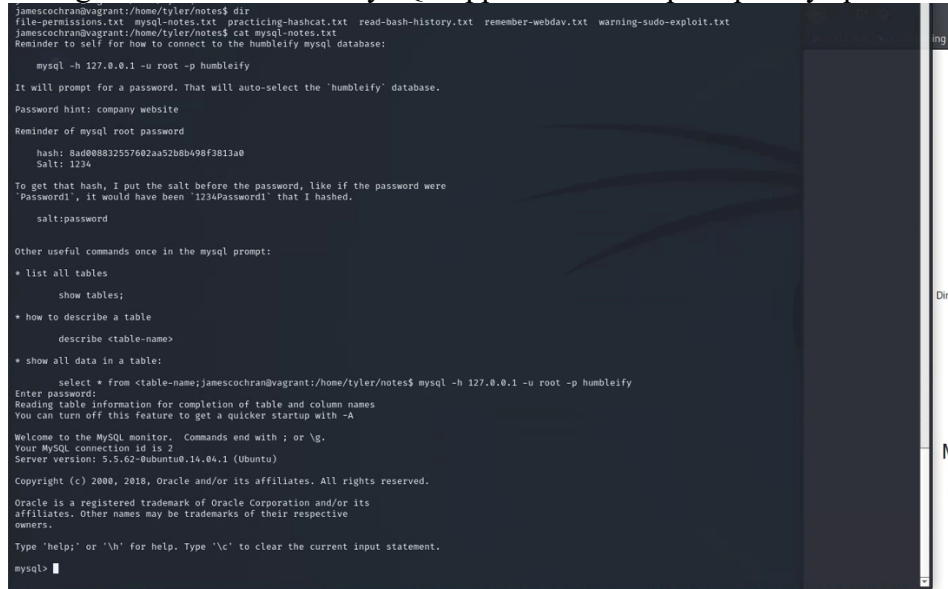 jamescochran@vagrant:/home/tyler/notes$ dir
file-permissions.txt  mysql-notes.txt  practicing-hashcat.txt  read-bash-history.txt  remember-webdav.txt  warning-sudo-exploit.txt
jamescochran@vagrant:/home/tyler/notes$ cat mysql-notes.txt
Reminder to self for how to connect to the humbleify mysql database:
mysql -h 127.0.0.1 -u root -p humbleify
It will prompt for a password. That will auto-select the `humbleify` database.
Password hint: company website
Reminder of mysql root password
hash: 8ad008832557602aa52b8b498f3813a0
Salt: 1234
To get that hash, I put the salt before the password, like if the password were
`Password1`, it would have been `1234Password1` that I hashed.
salt:password
Other useful commands once in the mysql prompt:
* list all tables
show tables;
* how to describe a table
describe <table-name>
* show all data in a table:
select * from <table-name;jamescochran@vagrant:/home/tyler/notes$ mysql -h 127.0.0.1 -u root -p humbleify
Enter password:
Reading table information for completion of table and column names
You can turn off this feature to get a quicker startup with -A
Welcome to the MySQL monitor.  Commands end with ; or \g.
Your MySQL connection id is 2
Server version: 5.5.62-0ubuntu0.14.04.1 (Ubuntu)
Copyright (c) 2000, 2018, Oracle and/or its affiliates. All rights reserved.
Oracle is a registered trademark of Oracle Corporation and/or its
affiliates. Other names may be trademarks of their respective
owners.
Type 'help;' or '\h' for help. Type '\c' to clear the current input statement.
mysql>
ing